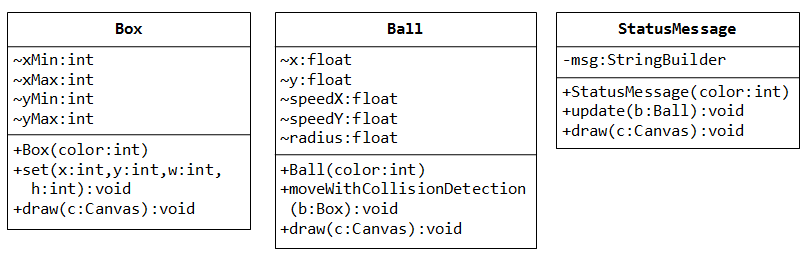 Box
~xMin:int
~xMax:int
~yMin:int
~yMax:int
+Box(color:int)
+set(x:int,y:int,w:int,
h:int):void
+draw(c:Canvas):void
Ball
~x:float
~y:float
~speedX:float
~speedY:float
~radius:float
+Ball(color:int)
+moveWithCollisionDetection
(b:Box):void
+draw(c:Canvas):void
StatusMessage
-msg:StringBuilder
+StatusMessage(color:int)
+update(b:Ball):void
+draw(c:Canvas):void